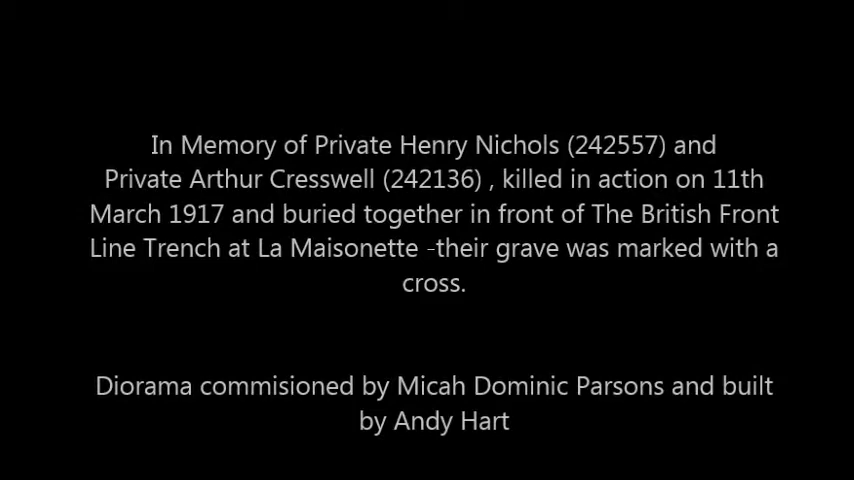 In Memory of Private Henry Nichols (242557) and
Private Arthur Cresswell (242136) , killed in action on 11th
March 1917 and buried together in front of The British Front
Line Trench at La Maisonette -their grave was marked with a
cross.
Diorama commisioned by Micah Dominic Parsons and built
by Andy Hart